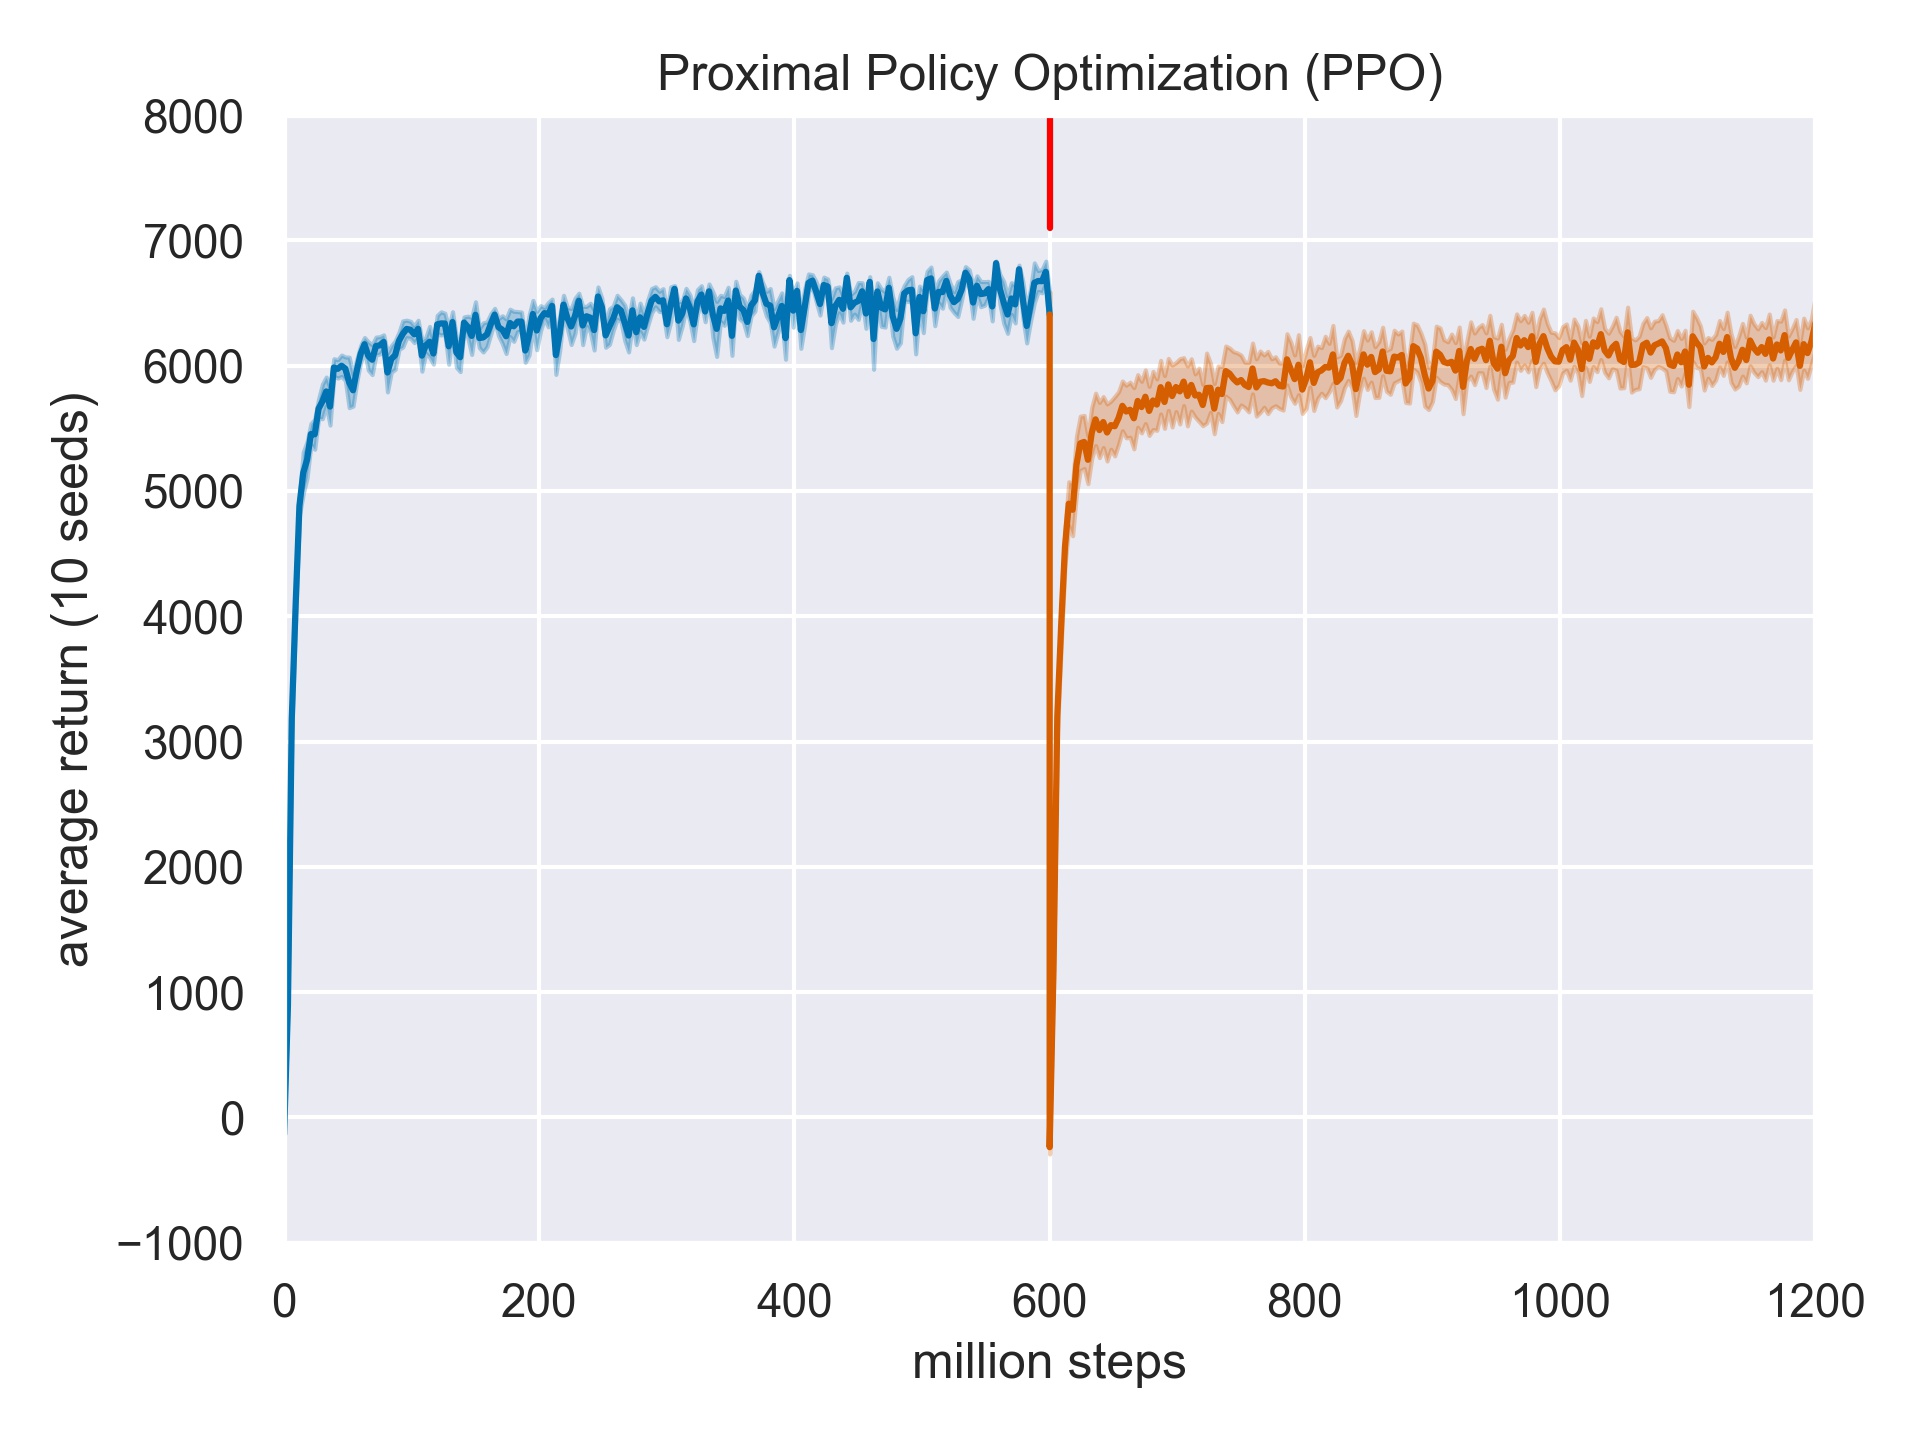 Proximal Policy Optimization (PPO)
8000
7000
6000
5000
4000
3000
2000
1000
0
−1000
average return (10 seeds)
0 200 400 600 800 1000 1200
million steps